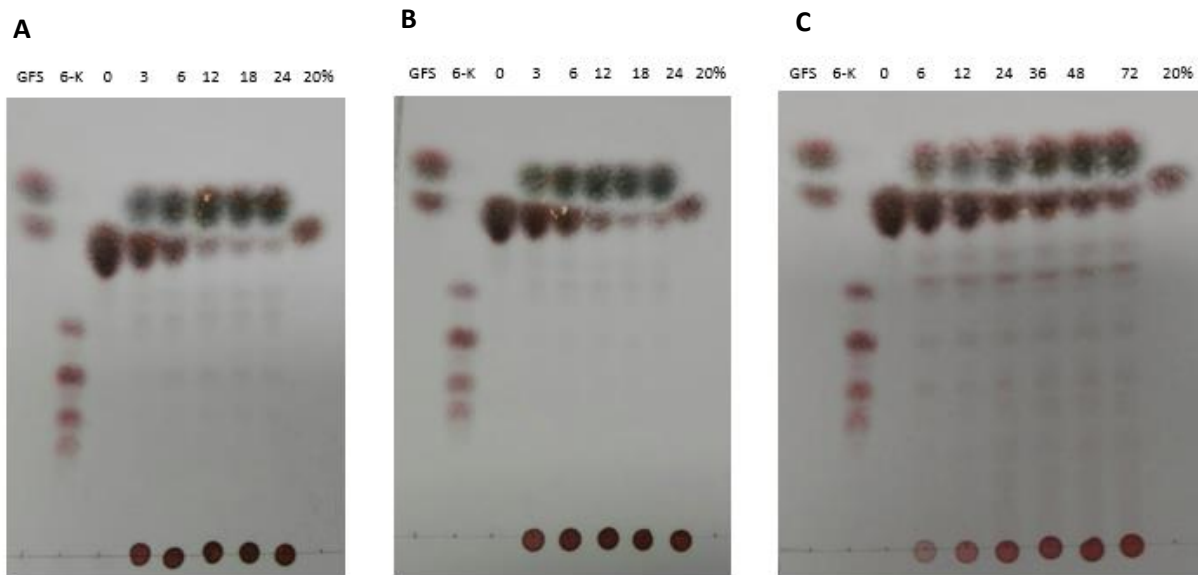 A
GFS 6-K 0 3 6 12 18 24 20%
B
GFS 6-K 0 3 6 12 18 24 20%
C
GFS 6-K 0 6 12 24 36 48 72 20%